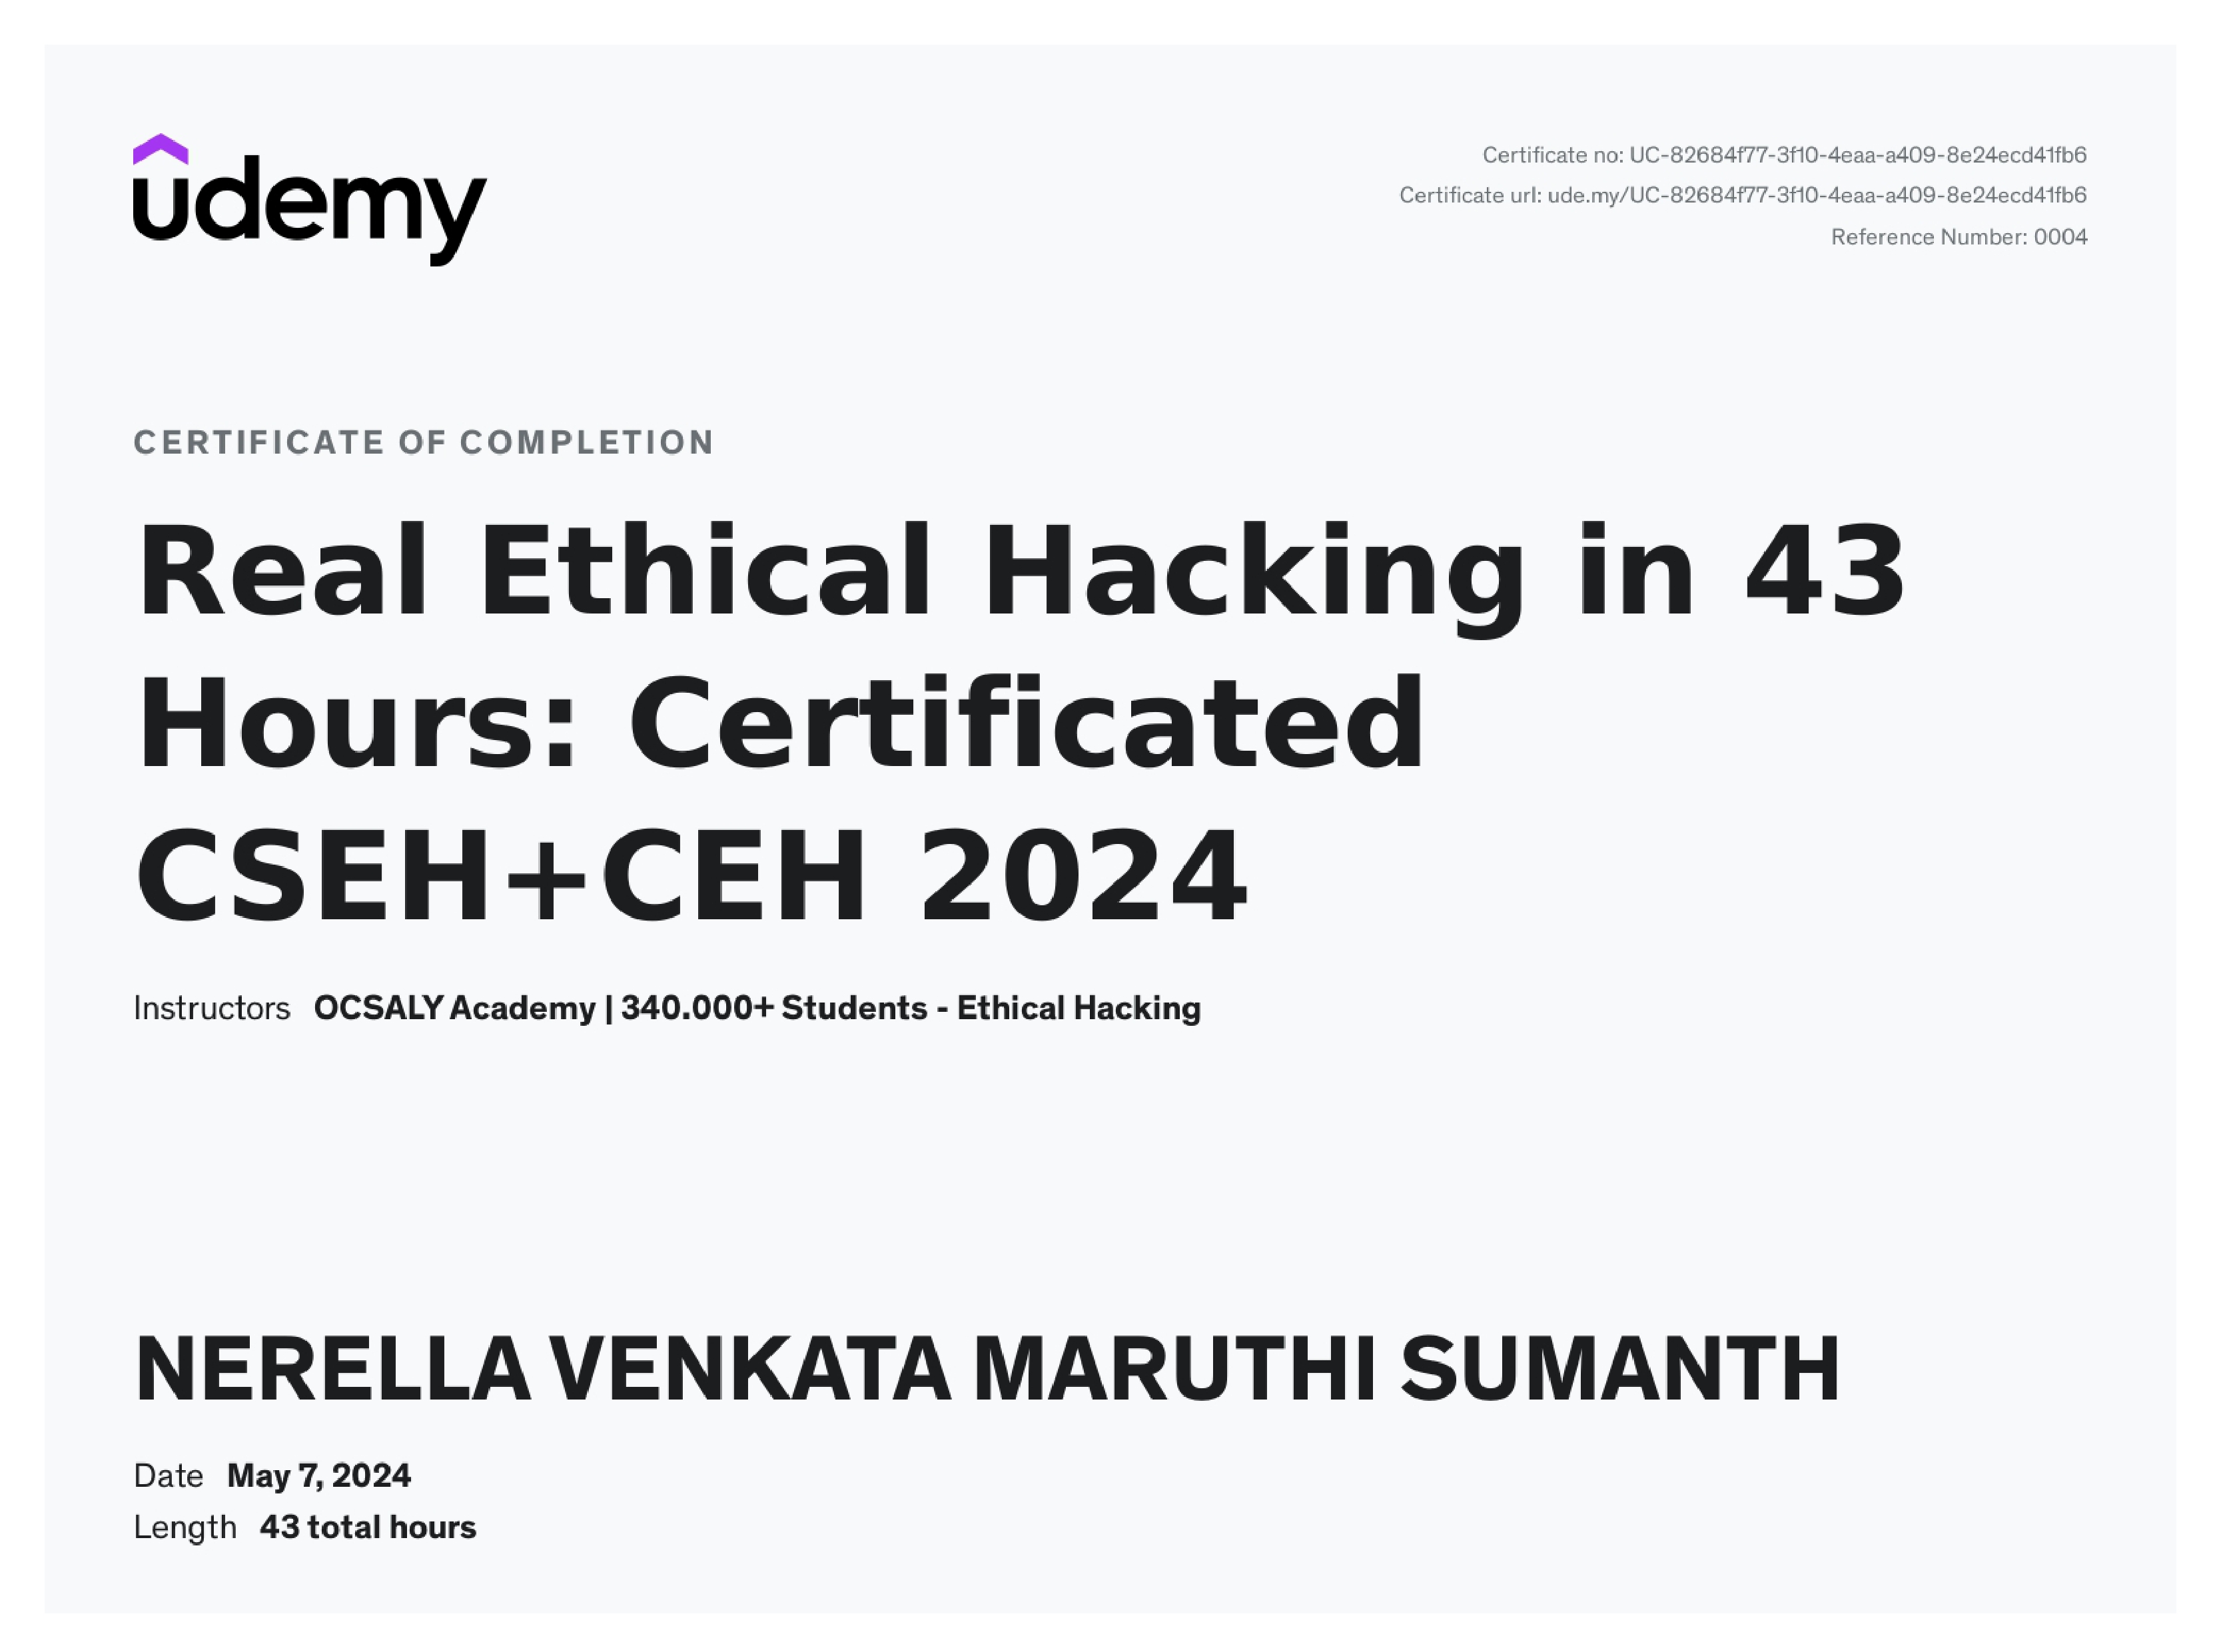 udemy
Certificate no: UC-82684f77-3f10-4eaa-a409-8e24ecd41fb6
Certificate url: ude.my/UC-82684f77-3f10-4eaa-a409-8e24ecd41fb6
Reference Number: 0004
CERTIFICATE OF COMPLETION
Real Ethical Hacking in 43
Hours: Certificated
CSEH+CEH 2024
Instructors OCSALY Academy | 340.000+ Students - Ethical Hacking
NERELLA VENKATA MARUTHI SUMANTH
Date May 7, 2024
Length 43 total hours